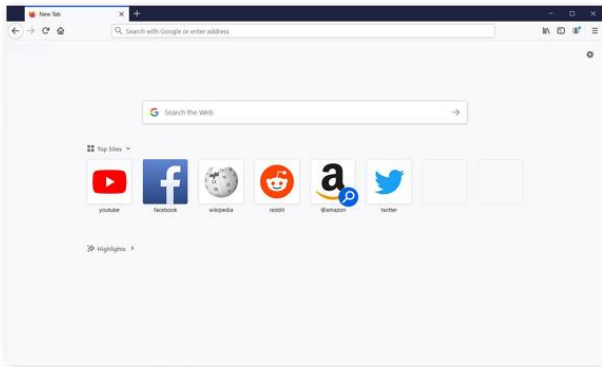 New Tab
Search with Google or enter address
Search the Web
Top Sites
youtube
facebook
wikipedia
reddit
@amazon
twitter
Highlights